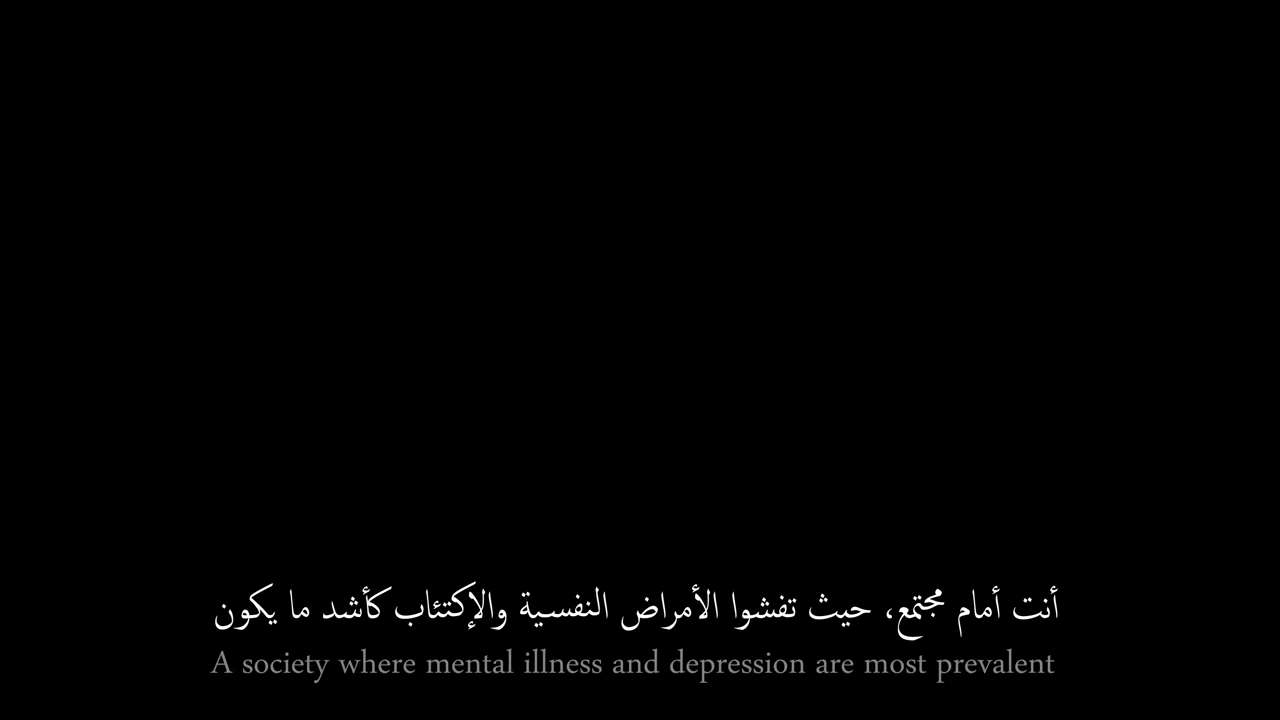 أنت أمام مجتمع، حيث تفشوا الأمراض النفسية والإكتئاب كأشد ما يكون
A society where mental illness and depression are most prevalent